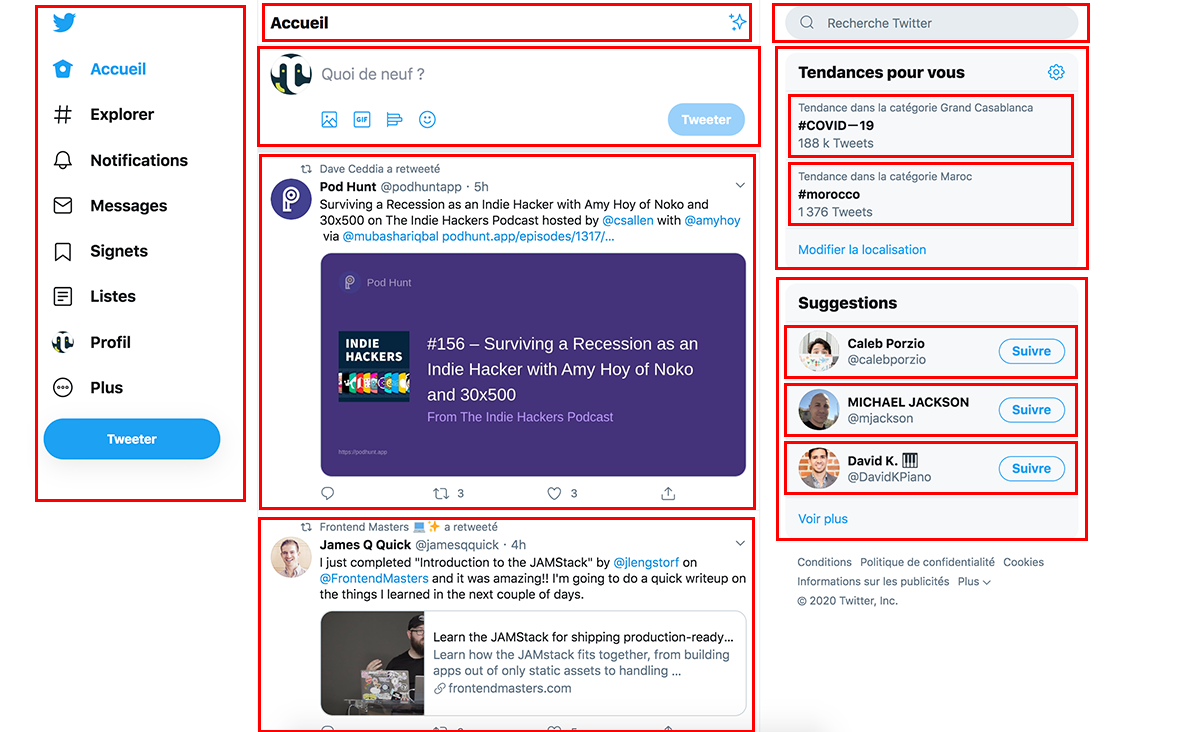 Accueil
Explorer
Notifications
Messages
Signets
Listes
Profil
Plus
Tweeter
Accueil
Quoi de neuf ?
GIF
Tweeter
Dave Ceddia a retweeté
Pod Hunt @podhuntapp · 5h
Surviving a Recession as an Indie Hacker with Amy Hoy of Noko and
30x500 on The Indie Hackers Podcast hosted by @csallen with @amyhoy
via @mubashariqbal podhunt.app/episodes/1317/...
Pod Hunt
INDIE
HACKERS
#156 – Surviving a Recession as an
Indie Hacker with Amy Hoy of Noko
and 30x500
From The Indie Hackers Podcast
https://podhunt.app
3
3
Frontend Masters 💻✨ a retweeté
James Q Quick @jamesqquick · 4h
I just completed "Introduction to the JAMStack" by @jlengstorf on
@FrontendMasters and it was amazing!! I'm going to do a quick writeup on
the things I learned in the next couple of days.
Learn the JAMStack for shipping production-ready...
Learn how the JAMstack fits together, from building
apps out of only static assets to handling ...
frontendmasters.com
Recherche Twitter
Tendances pour vous
Tendance dans la catégorie Grand Casablanca
#COVID－19
188 k Tweets
Tendance dans la catégorie Maroc
#morocco
1 376 Tweets
Modifier la localisation
Suggestions
Caleb Porzio
@calebporzio
Suivre
MICHAEL JACKSON
@mjackson
Suivre
David K. 🎹
@DavidKPiano
Suivre
Voir plus
Conditions Politique de confidentialité Cookies
Informations sur les publicités Plus
© 2020 Twitter, Inc.